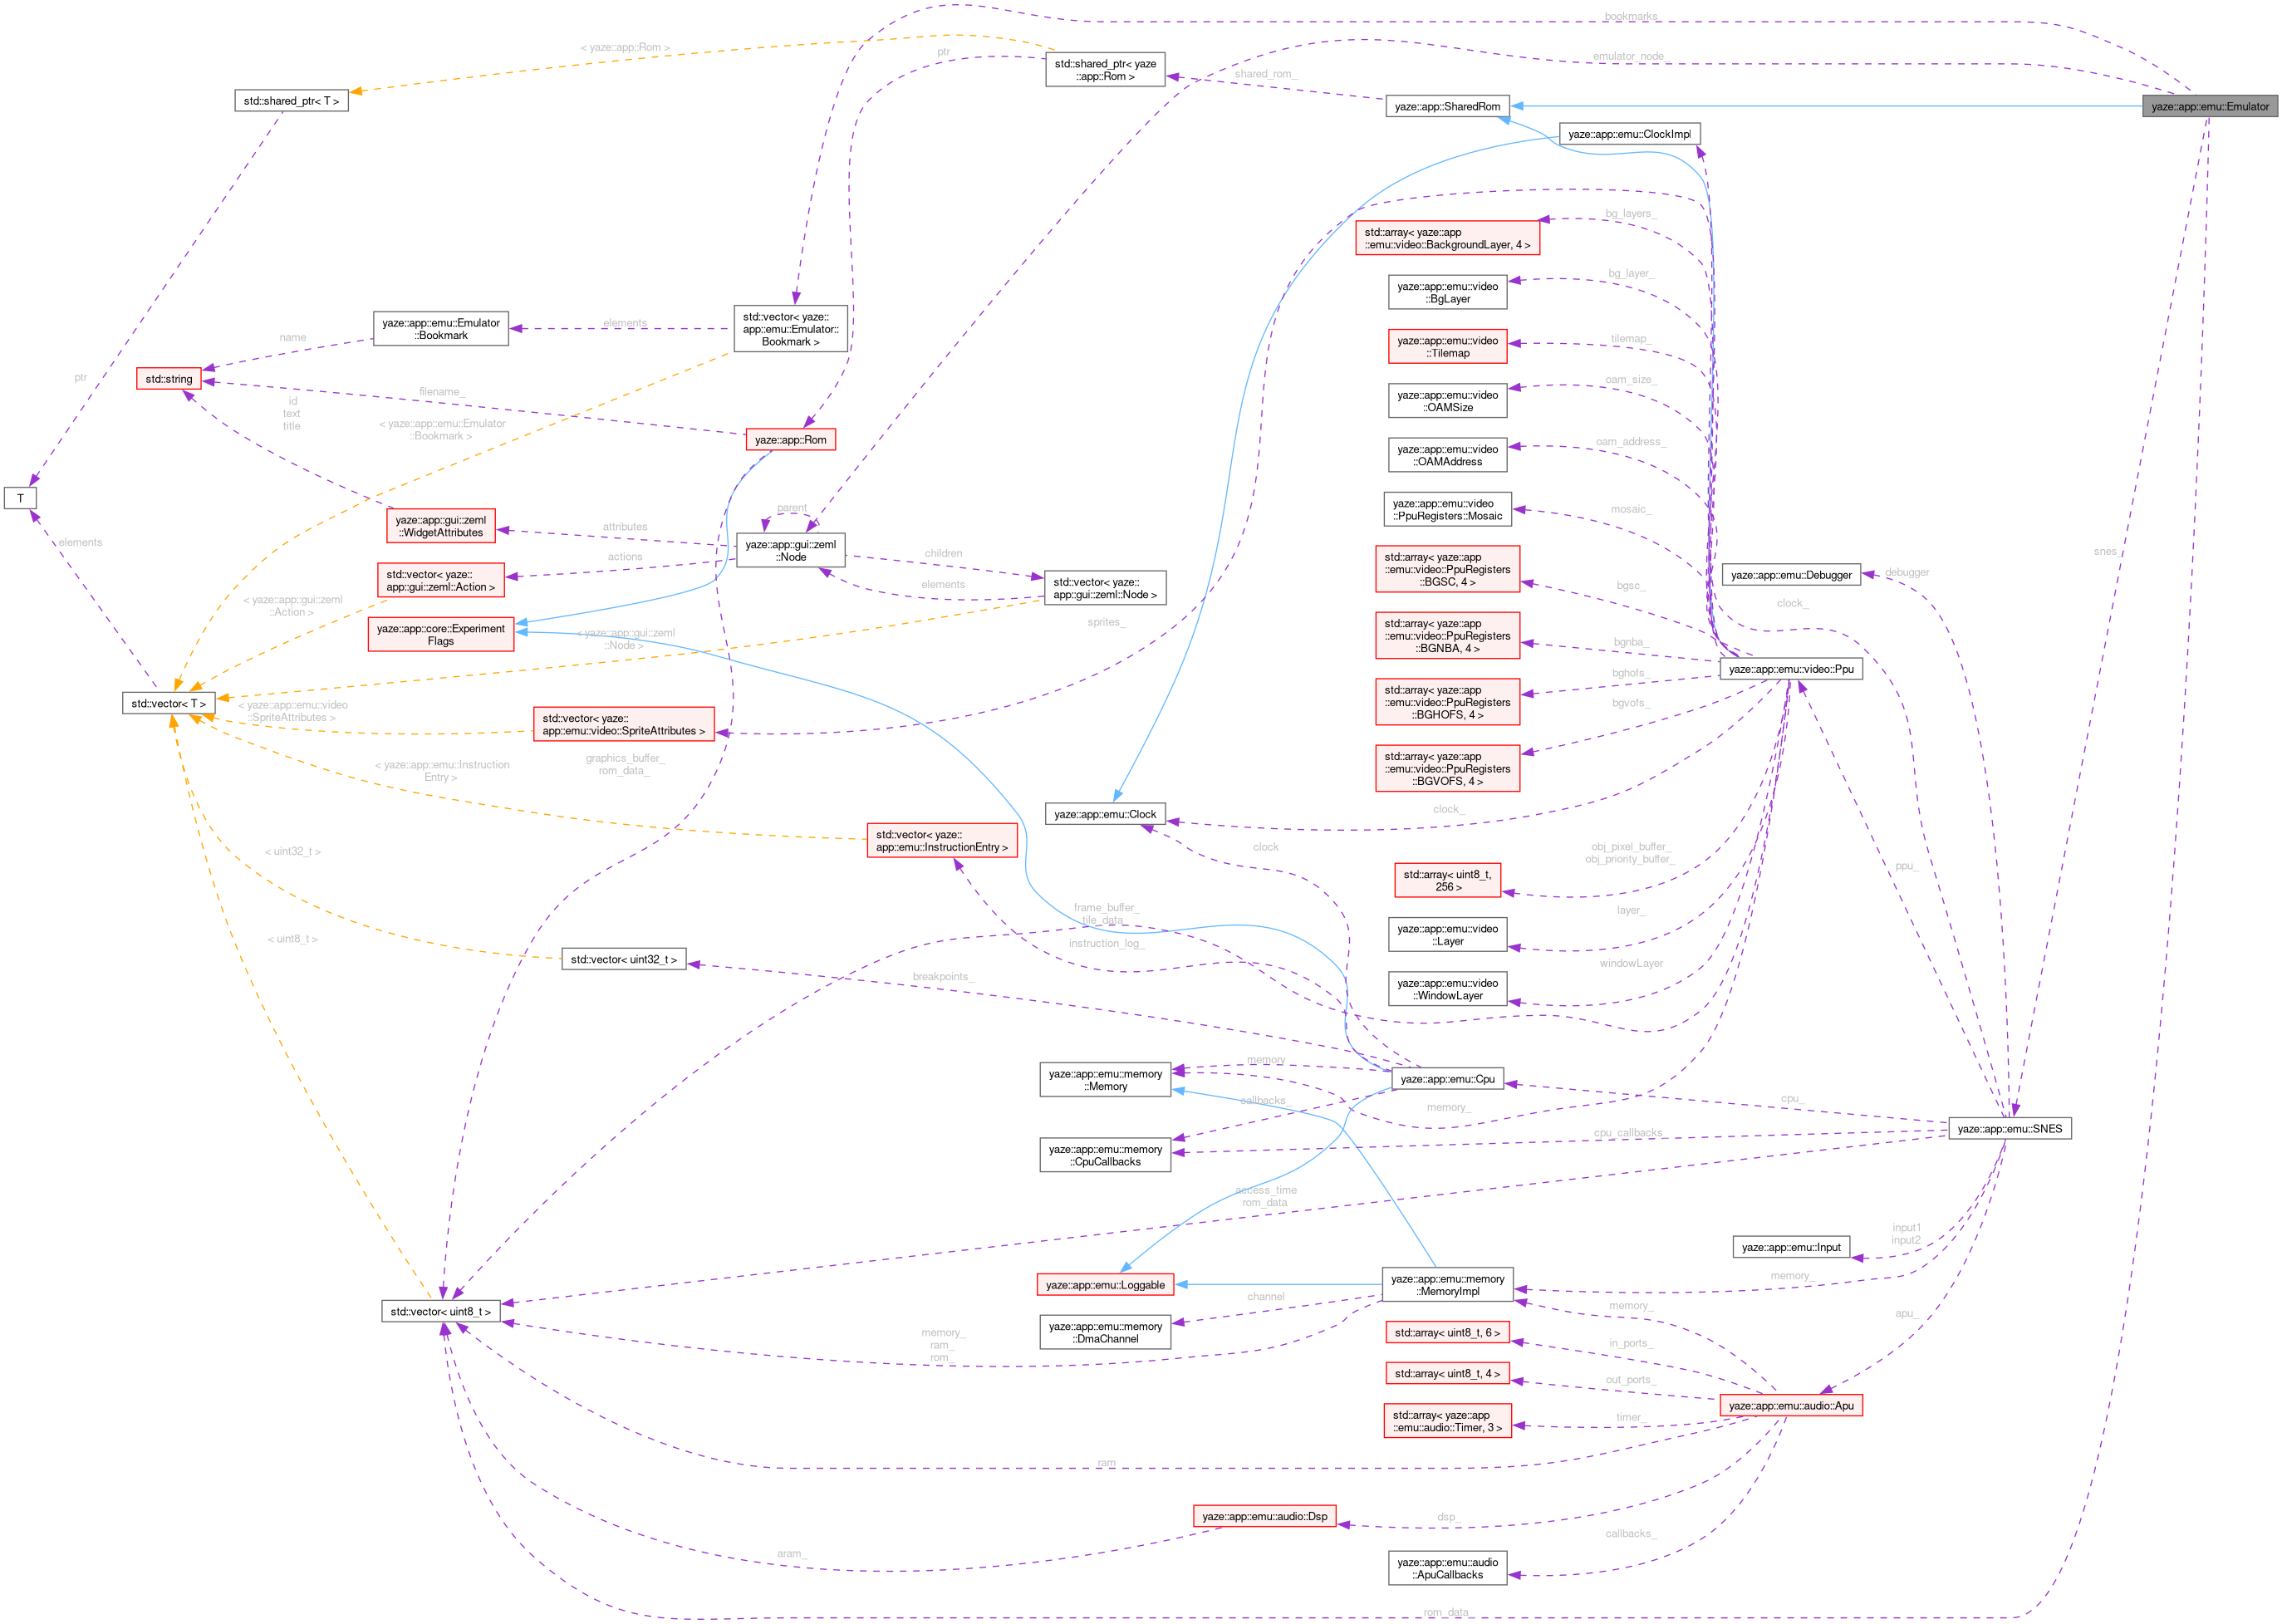 bookmarks
< yaze::app::Rom >
ptr
std::shared_ptr< yaze
::app::Rom >
emulator_node_
shared_rom_
std::shared_ptr< T >
yaze::app::SharedRom
yaze::app::emu::Emulator
yaze::app::emu::ClockImpl
bg_layers_
std::array< yaze::app
::emu::video::BackgroundLayer, 4 >
bg_layer_
yaze::app::emu::video
::BgLayer
std::vector< yaze::
app::emu::Emulator::
Bookmark >
yaze::app::emu::Emulator
::Bookmark
elements
name
tilemap_
yaze::app::emu::video
::Tilemap
ptr
std::string
oam_size_
yaze::app::emu::video
::OAMSize
filename_
id
text
title
< yaze::app::emu::Emulator
::Bookmark >
yaze::app::Rom
oam_address_
yaze::app::emu::video
::OAMAddress
T
parent
mosaic_
yaze::app::emu::video
::PpuRegisters::Mosaic
yaze::app::gui::zeml
::WidgetAttributes
attributes
yaze::app::gui::zeml
::Node
elements
actions
children
snes_
std::array< yaze::app
::emu::video::PpuRegisters
::BGSC, 4 >
bgsc_
yaze::app::emu::Debugger
clock_
debugger
std::vector< yaze::
app::gui::zeml::Action >
elements
std::vector< yaze::
app::gui::zeml::Node >
< yaze::app::gui::zeml
::Action >
yaze::app::core::Experiment
Flags
< yaze::app::gui::zeml
::Node >
sprites_
std::array< yaze::app
::emu::video::PpuRegisters
::BGNBA, 4 >
bgnba_
yaze::app::emu::video::Ppu
bghofs_
std::array< yaze::app
::emu::video::PpuRegisters
::BGHOFS, 4 >
std::vector< T >
< yaze::app::emu::video
::SpriteAttributes >
std::vector< yaze::
app::emu::video::SpriteAttributes >
bgvofs_
std::array< yaze::app
::emu::video::PpuRegisters
::BGVOFS, 4 >
graphics_buffer_
rom_data_
< yaze::app::emu::Instruction
Entry >
yaze::app::emu::Clock
clock_
std::vector< yaze::
app::emu::InstructionEntry >
clock
< uint32_t >
obj_pixel_buffer_
obj_priority_buffer_
ppu_
std::array< uint8_t,
256 >
frame_buffer_
tile_data_
layer_
yaze::app::emu::video
::Layer
< uint8_t >
instruction_log_
std::vector< uint32_t >
breakpoints_
windowLayer
yaze::app::emu::video
::WindowLayer
memory
yaze::app::emu::memory
::Memory
yaze::app::emu::Cpu
cpu_
callbacks_
memory_
yaze::app::emu::SNES
cpu_callbacks
yaze::app::emu::memory
::CpuCallbacks
access_time
rom_data
input1
input2
yaze::app::emu::Input
memory_
yaze::app::emu::Loggable
yaze::app::emu::memory
::MemoryImpl
channel
memory_
apu_
std::vector< uint8_t >
yaze::app::emu::memory
::DmaChannel
memory_
ram_
rom_
std::array< uint8_t, 6 >
in_ports_
std::array< uint8_t, 4 >
out_ports_
yaze::app::emu::audio::Apu
std::array< yaze::app
::emu::audio::Timer, 3 >
timer_
ram
yaze::app::emu::audio::Dsp
dsp_
aram_
callbacks_
yaze::app::emu::audio
::ApuCallbacks
rom_data_